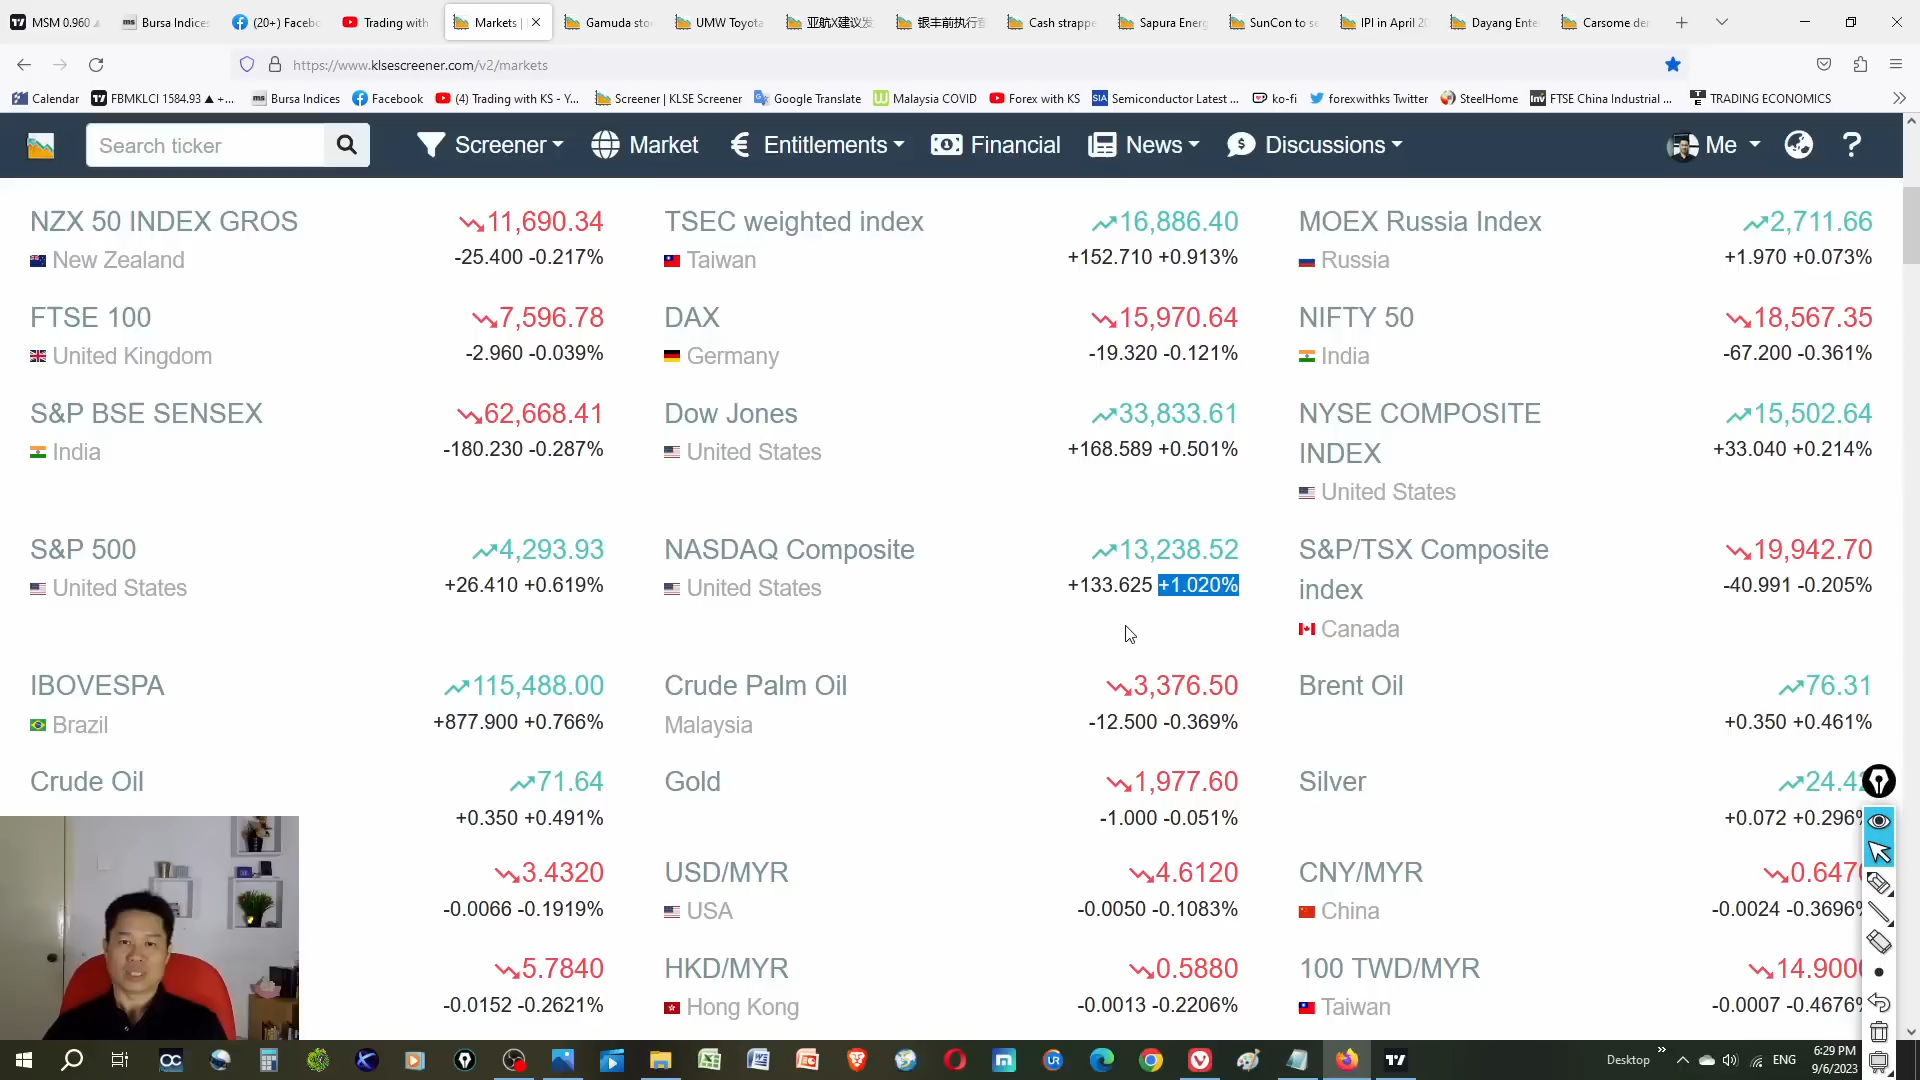 MSM 0.960
Bursa Indices
(20+) Facebo
Trading with
Markets |
Gamuda sto
UMW Toyota
亚航X建议发
银丰前执行董
Cash strappe
Sapura Energ
SunCon to se
IPI in April 20
Dayang Ente
Carsome de
https://www.klsescreener.com/v2/markets
Calendar
FBMKLCI 1584.93 ▲ +...
Bursa Indices
Facebook
(4) Trading with KS - Y...
Screener | KLSE Screener
Google Translate
Malaysia COVID
Forex with KS
Semiconductor Latest ...
ko-fi
forexwithks Twitter
SteelHome
FTSE China Industrial ...
TRADING ECONOMICS
Search ticker
Screener
Market
Entitlements
Financial
News
Discussions
Me
?
NZX 50 INDEX GROS 11,690.34
New Zealand -25.400 -0.217%
TSEC weighted index 16,886.40
Taiwan +152.710 +0.913%
MOEX Russia Index 2,711.66
Russia +1.970 +0.073%
FTSE 100 7,596.78
United Kingdom -2.960 -0.039%
DAX 15,970.64
Germany -19.320 -0.121%
NIFTY 50 18,567.35
India -67.200 -0.361%
S&P BSE SENSEX 62,668.41
India -180.230 -0.287%
Dow Jones 33,833.61
United States +168.589 +0.501%
NYSE COMPOSITE 15,502.64
INDEX +33.040 +0.214%
United States
S&P 500 4,293.93
United States +26.410 +0.619%
NASDAQ Composite 13,238.52
United States +133.625 +1.020%
S&P/TSX Composite 19,942.70
index -40.991 -0.205%
Canada
IBOVESPA 115,488.00
Brazil +877.900 +0.766%
Crude Palm Oil 3,376.50
Malaysia -12.500 -0.369%
Brent Oil 76.31
+0.350 +0.461%
Crude Oil 71.64
+0.350 +0.491%
Gold 1,977.60
-1.000 -0.051%
Silver 24.42
+0.072 +0.296%
3.4320
-0.0066 -0.1919%
USD/MYR 4.6120
USA -0.0050 -0.1083%
CNY/MYR 0.6470
China -0.0024 -0.3696%
5.7840
-0.0152 -0.2621%
HKD/MYR 0.5880
Hong Kong -0.0013 -0.2206%
100 TWD/MYR 14.9000
Taiwan -0.0007 -0.4676%
Desktop
ENG
6:29 PM
9/6/2023